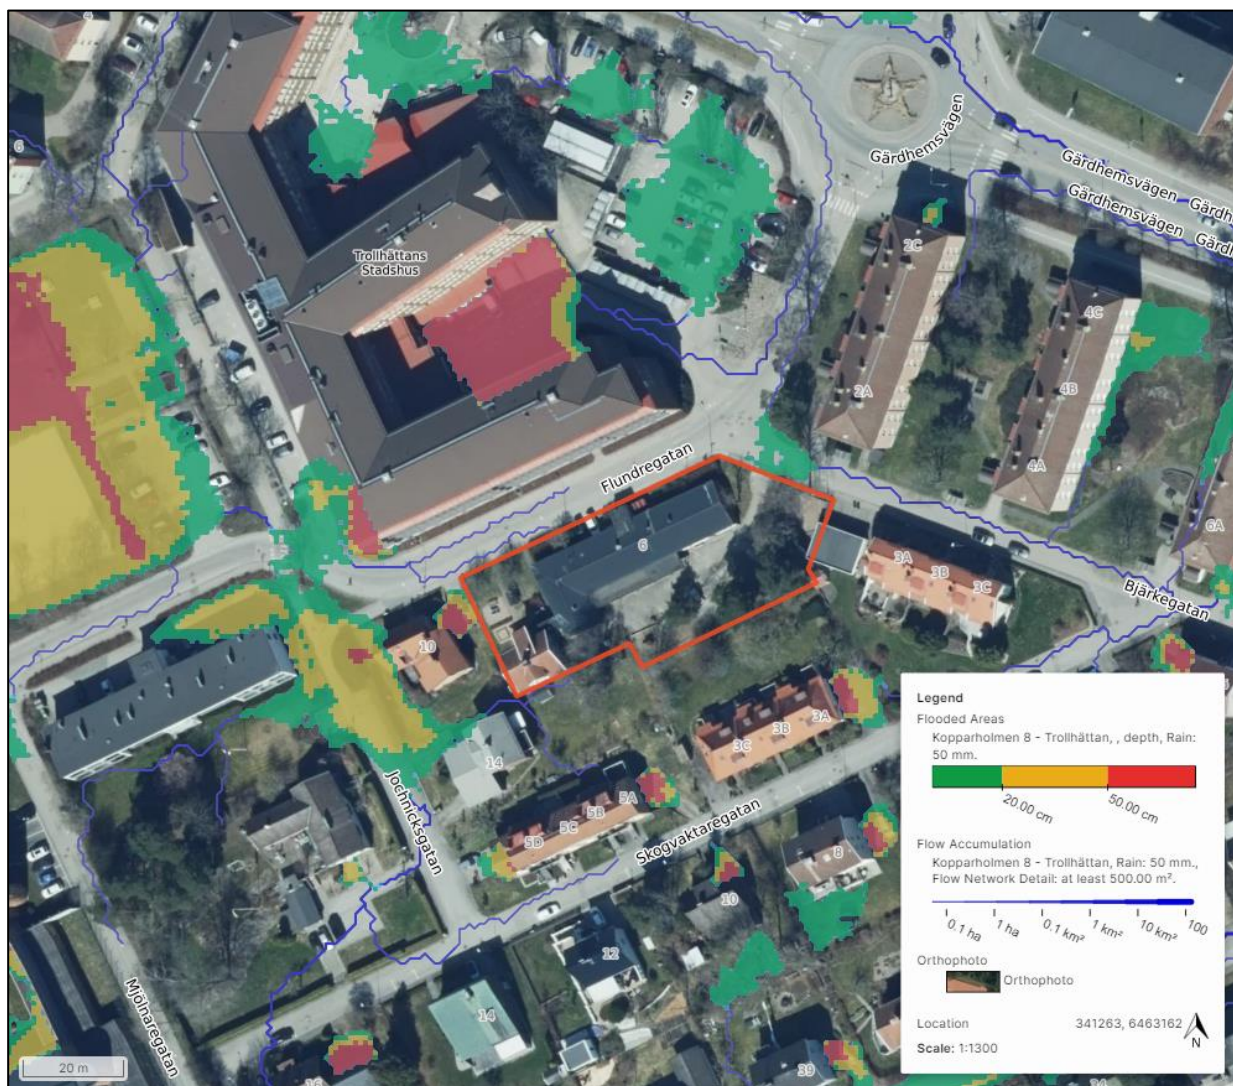 6
Gärdhemsvägen
Gärdhemsvägen
Gärdh
Gärdhemsvägen
Gärdh
Trollhättans
Stadshus
2C
4C
2A
4B
4A
6A
Flundregatan
6
3A
3B
3C
Bjärkegatan
10
3A
3B
3C
14
5A
5B
5C
5D
Jochnicksgatan
Skogvaktaregatan
8
10
12
14
Mjölnaregatan
16
39
Legend
Flooded Areas
Kopparholmen 8 - Trollhättan, , depth, Rain:
50 mm.
20.00 cm
50.00 cm
Flow Accumulation
Kopparholmen 8 - Trollhättan, Rain: 50 mm.,
Flow Network Detail: at least 500.00 m².
0.1 ha
1 ha
0.1 km²
1 km²
10 km²
100
Orthophoto
Orthophoto
Location
341263, 6463162
Scale: 1:1300
N
20 m